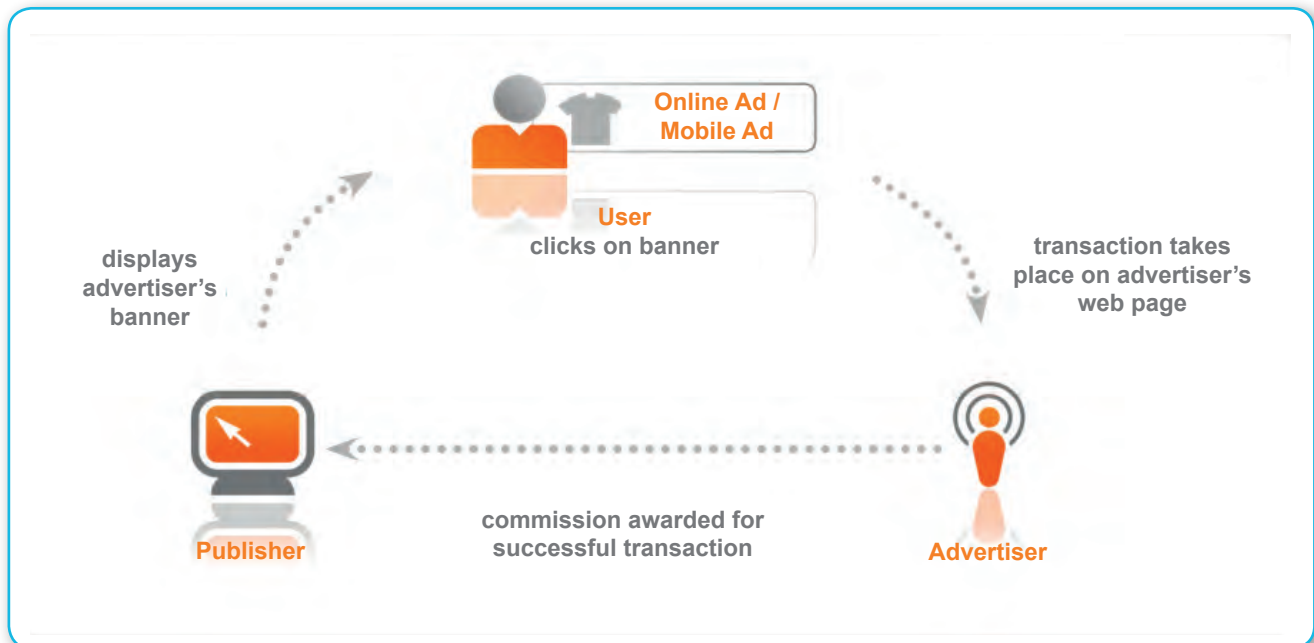 Online Ad /
Mobile Ad
User
clicks on banner
displays
advertiser's
banner
transaction takes
place on advertiser's
web page
commission awarded for
successful transaction
Publisher
Advertiser